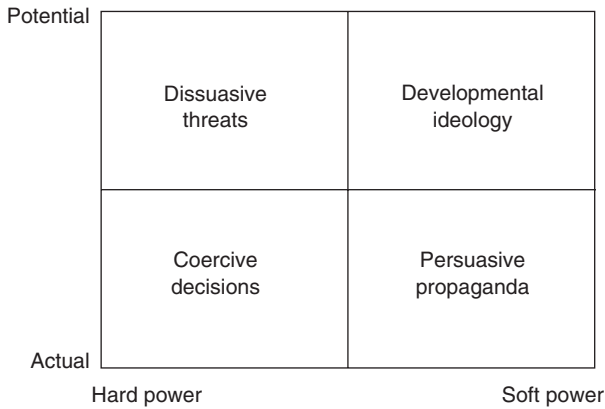 Potential
Dissuasive
threats
Developmental
ideology
Coercive
decisions
Persuasive
propaganda
Actual
Hard power
Soft power